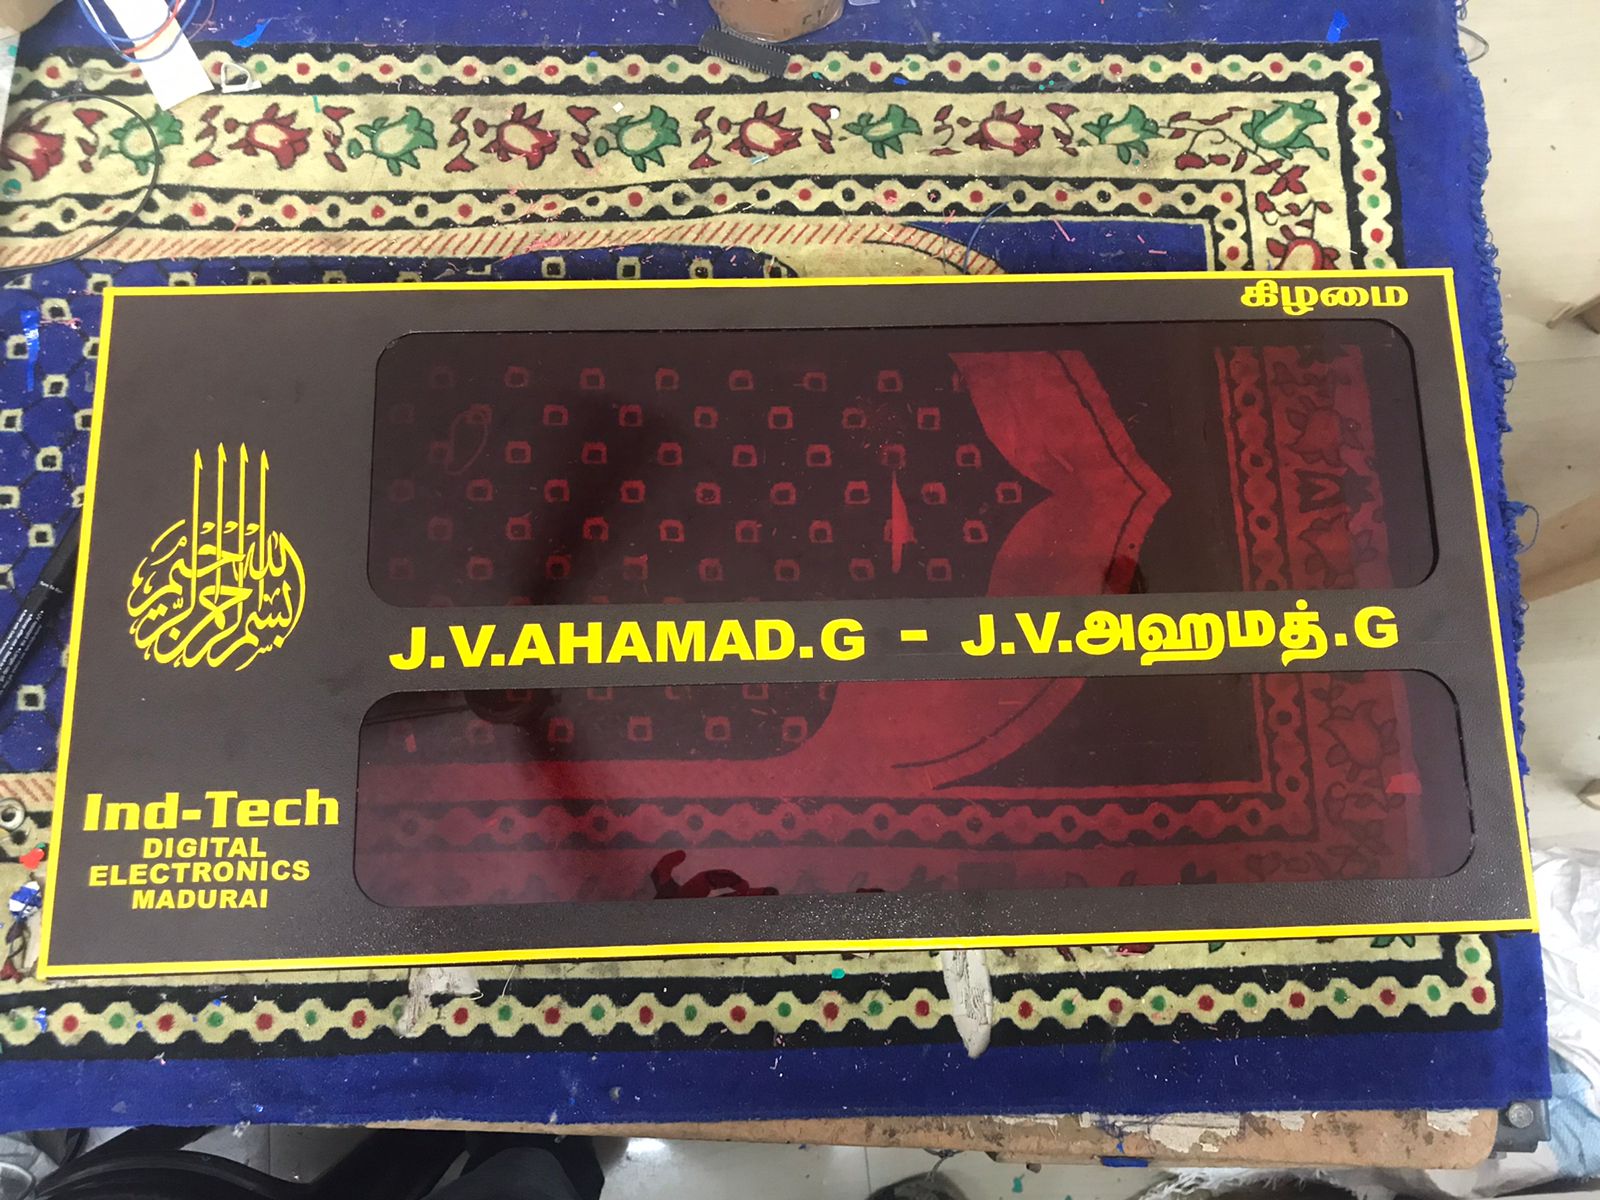 கிழமை
بسم الله الرحمن الرحيم
J.V.AHAMAD.G - J.V.அஹமத்.G
Ind-Tech
DIGITAL
ELECTRONICS
MADURAI